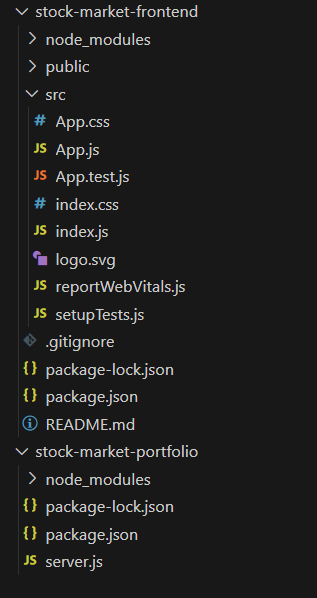 stock-market-frontend
node_modules
public
src
# App.css
JS App.js
JS App.test.js
# index.css
JS index.js
logo.svg
JS reportWebVitals.js
JS setupTests.js
.gitignore
{} package-lock.json
{} package.json
README.md
stock-market-portfolio
node_modules
{} package-lock.json
{} package.json
JS server.js